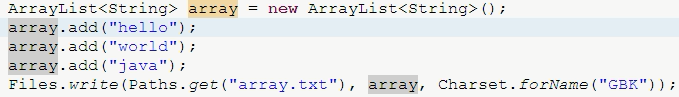 ArrayList<String> array = new ArrayList<String>();
array.add("hello");
array.add("world");
array.add("java");
Files.write(Paths.get("array.txt"), array, Charset.forName("GBK"));